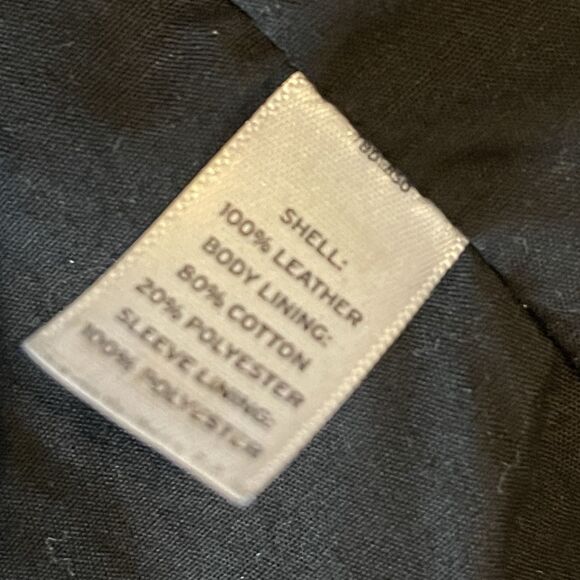 SHELL:
100% LEATHER
BODY LINING:
80% COTTON
20% POLYESTER
SLEEVE LINING:
100% POLYESTER